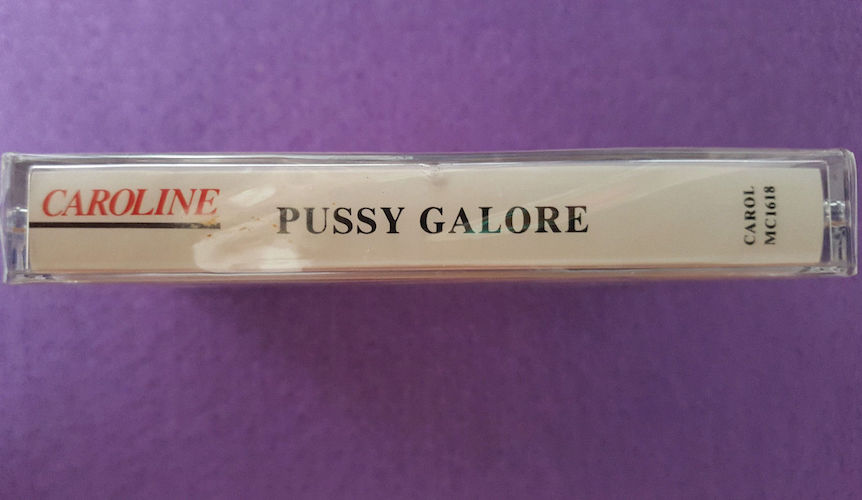 CAROLINE
PUSSY GALORE
CAROL
MC1618